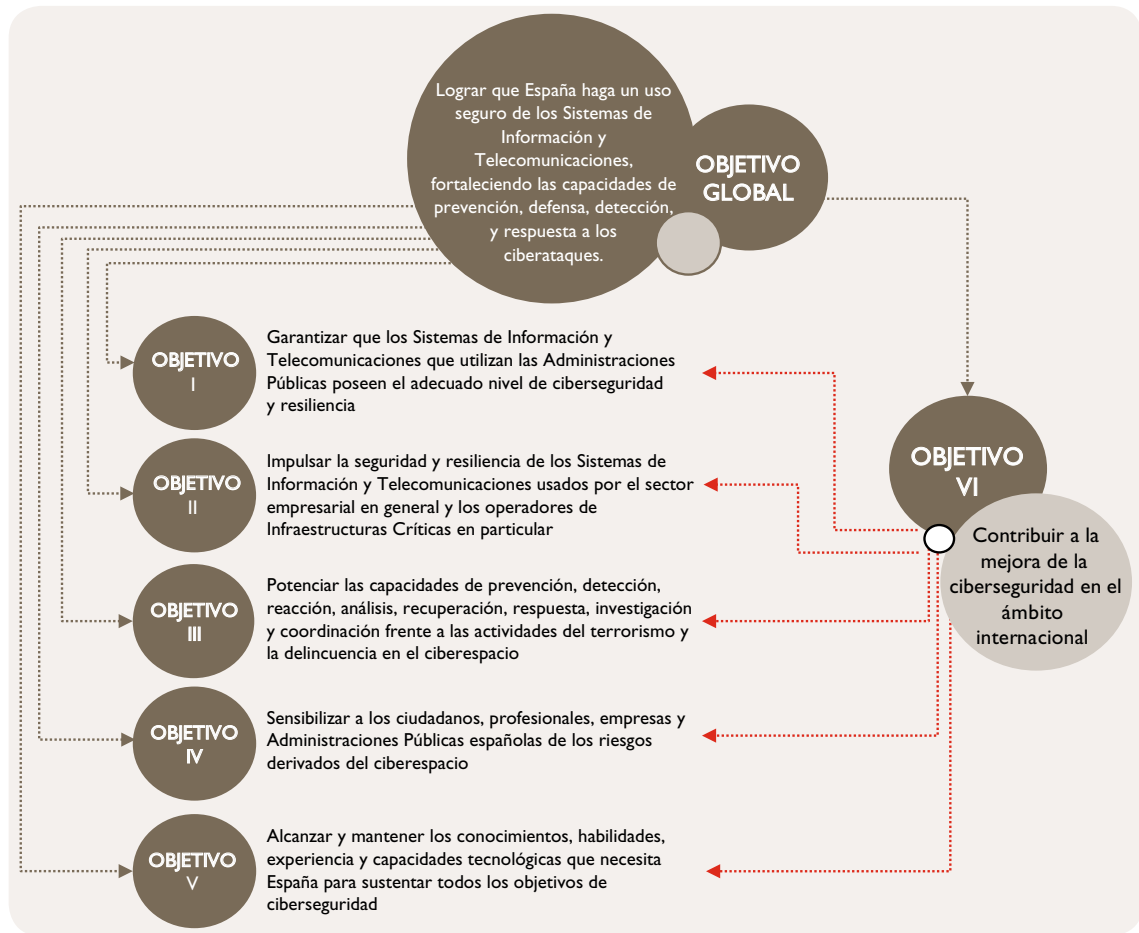 Lograr que España haga un uso
seguro de los Sistemas de
Información y
Telecomunicaciones,
fortaleciendo las capacidades de
prevención, defensa, detección,
y respuesta a los
ciberataques.
OBJETIVO
GLOBAL
OBJETIVO
I
Garantizar que los Sistemas de Información y
Telecomunicaciones que utilizan las Administraciones
Públicas poseen el adecuado nivel de ciberseguridad
y resiliencia
OBJETIVO
II
Impulsar la seguridad y resiliencia de los Sistemas de
Información y Telecomunicaciones usados por el sector
empresarial en general y los operadores de
Infraestructuras Críticas en particular
OBJETIVO
III
Potenciar las capacidades de prevención, detección,
reacción, análisis, recuperación, respuesta, investigación
y coordinación frente a las actividades del terrorismo y
la delincuencia en el ciberespacio
OBJETIVO
IV
Sensibilizar a los ciudadanos, profesionales, empresas y
Administraciones Públicas españolas de los riesgos
derivados del ciberespacio
OBJETIVO
V
Alcanzar y mantener los conocimientos, habilidades,
experiencia y capacidades tecnológicas que necesita
España para sustentar todos los objetivos de
ciberseguridad
OBJETIVO
VI
Contribuir a la
mejora de la
ciberseguridad en el
ámbito
internacional